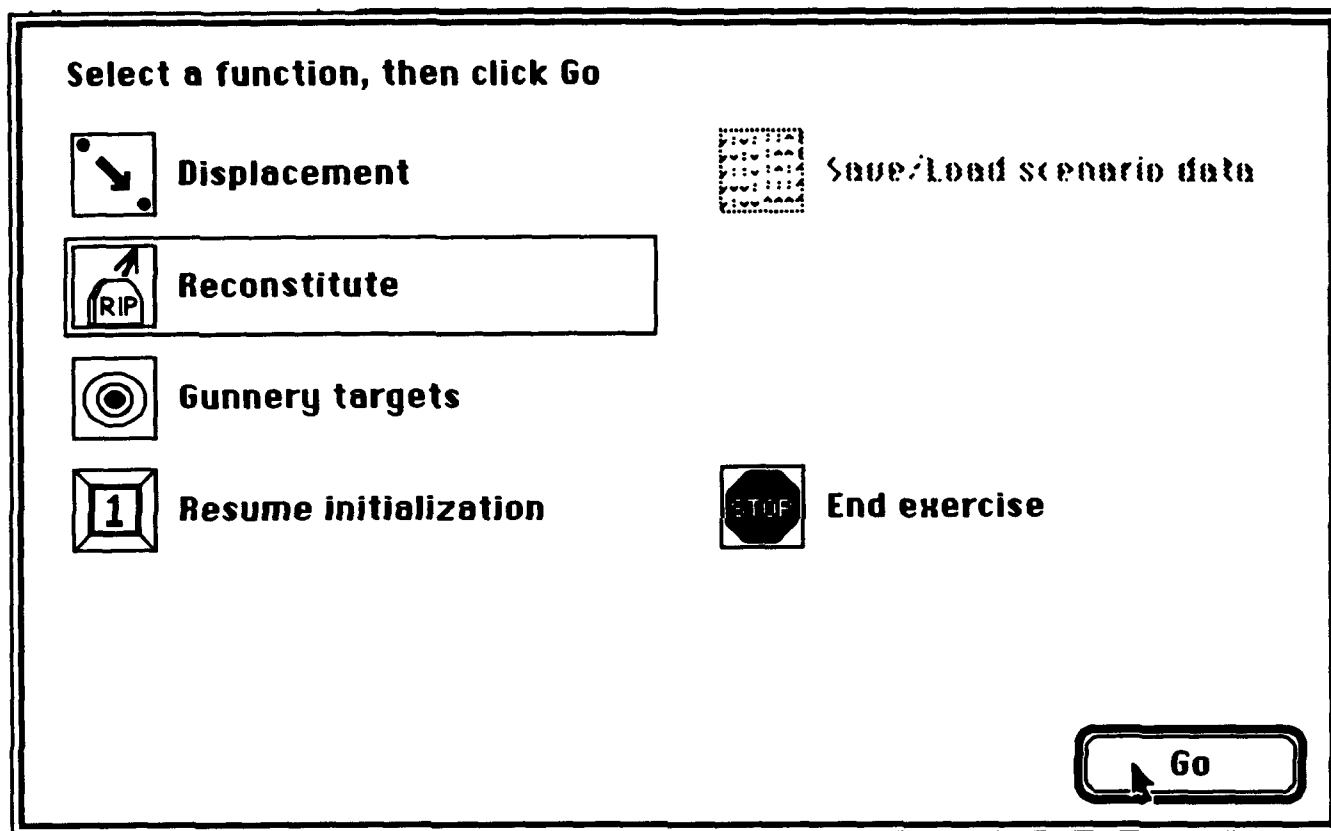 Select a function, then click Go
Displacement
Save/Load scenario data
RIP
Reconstitute
Gunnery targets
1
Resume initialization
STOP
End exercise
Go